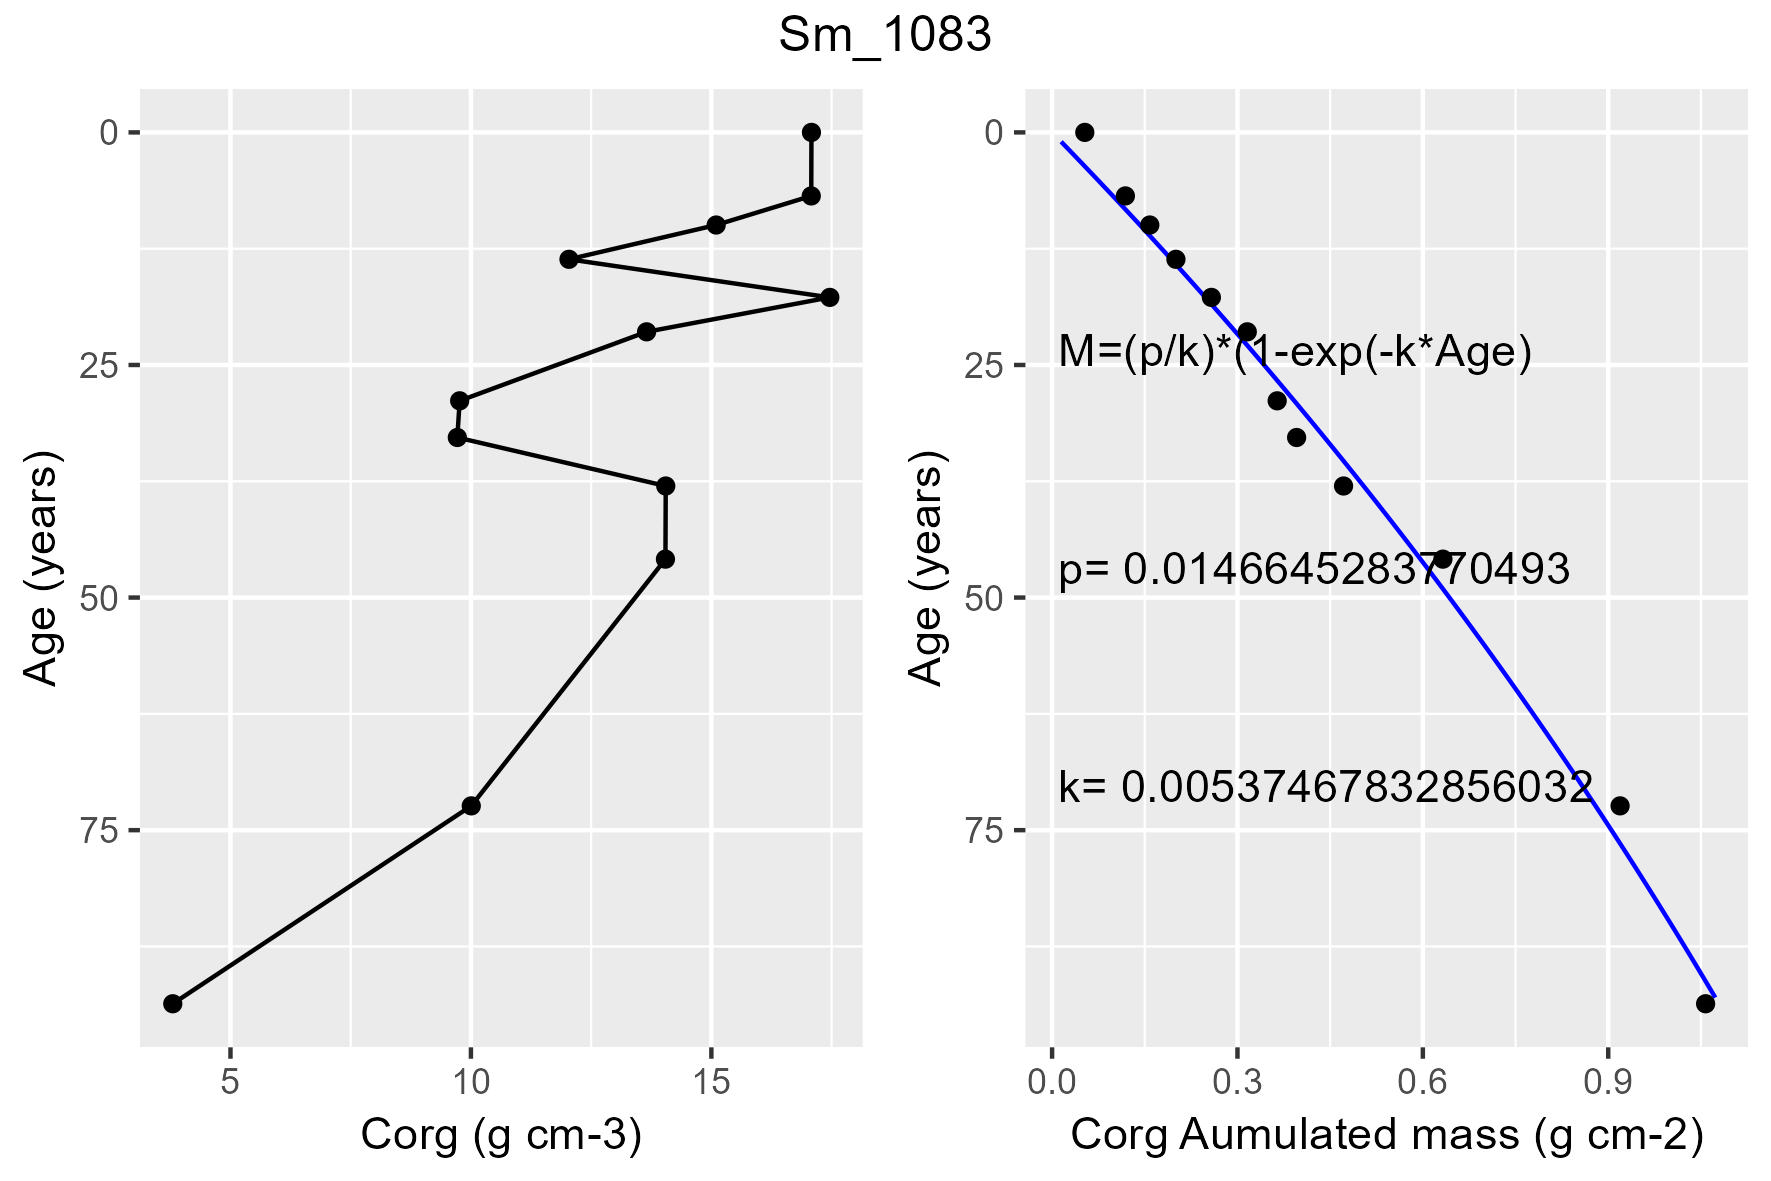 Sm_1083
0
25
50
75
Age (years)
5 10 15
Corg (g cm-3)
0
25
50
75
Age (years)
M=(p/k)*(1-exp(-k*Age)
p= 0.0146645283770493
k= 0.00537467832856032
0.0 0.3 0.6 0.9
Corg Aumulated mass (g cm-2)